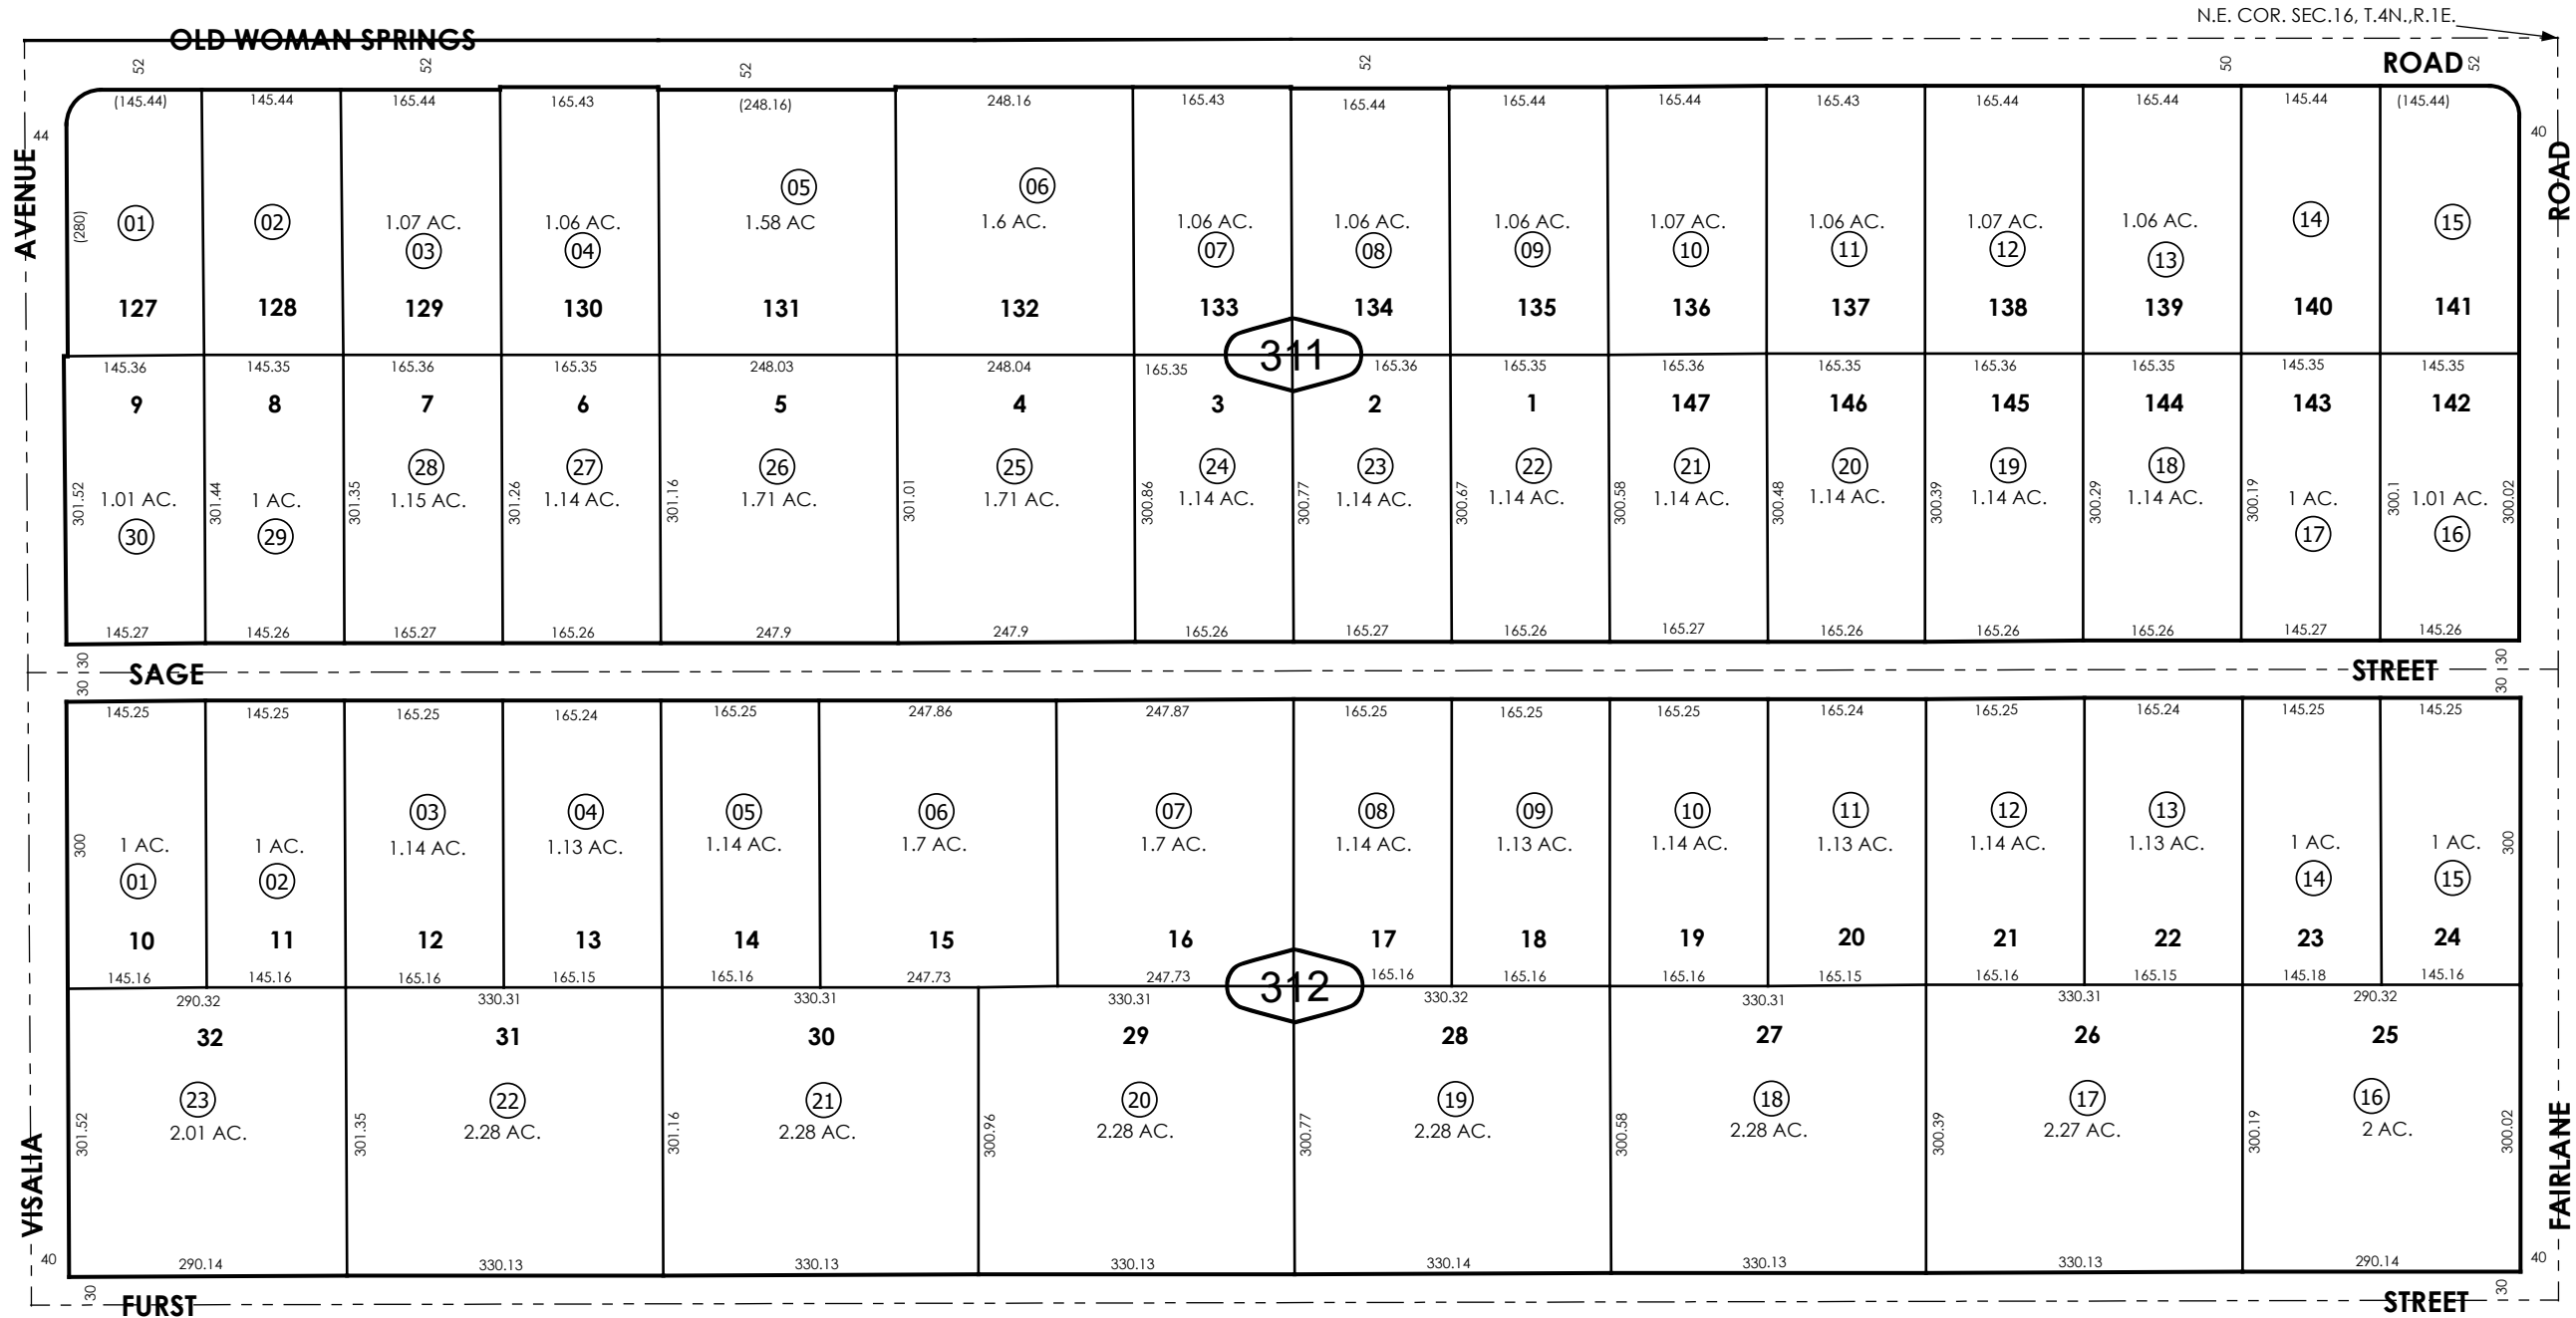 N.E. COR. SEC.16, T.4N.,R.1E.
OLD WOMAN SPRINGS ROAD
52 52 52 52 50 52
(145.44) 145.44 165.44 165.43 (248.16) 248.16 165.43 165.44 165.44 165.44 165.43 165.44 165.44 145.44 (145.44)
44 40
AVENUE ROAD
(280)
01 02 03 04 05 06 07 08 09 10 11 12 13 14 15
1.07 AC. 1.06 AC. 1.58 AC 1.6 AC. 1.06 AC. 1.06 AC. 1.06 AC. 1.07 AC. 1.06 AC. 1.07 AC. 1.06 AC.
127 128 129 130 131 132 133 134 135 136 137 138 139 140 141
311
145.36 145.35 165.36 165.35 248.03 248.04 165.35 165.36 165.35 165.36 165.35 165.36 165.35 145.35 145.35
9 8 7 6 5 4 3 2 1 147 146 145 144 143 142
28 27 26 25 24 23 22 21 20 19 18
301.52 301.44 301.35 301.26 301.16 301.01 300.86 300.77 300.67 300.58 300.48 300.39 300.29 300.19 300.1 300.02
1.01 AC. 1 AC. 1.15 AC. 1.14 AC. 1.71 AC. 1.71 AC. 1.14 AC. 1.14 AC. 1.14 AC. 1.14 AC. 1.14 AC. 1.14 AC. 1.14 AC. 1 AC. 1.01 AC.
30 29 17 16
145.27 145.26 165.27 165.26 247.9 247.9 165.26 165.27 165.26 165.27 165.26 165.26 165.26 145.27 145.26
30 30
SAGE STREET
30 30
145.25 145.25 165.25 165.24 165.25 247.86 247.87 165.25 165.25 165.25 165.24 165.25 165.24 145.25 145.25
03 04 05 06 07 08 09 10 11 12 13
300 1 AC. 1 AC. 1.14 AC. 1.13 AC. 1.14 AC. 1.7 AC. 1.7 AC. 1.14 AC. 1.13 AC. 1.14 AC. 1.13 AC. 1.14 AC. 1.13 AC. 1 AC. 1 AC. 300
01 02 14 15
10 11 12 13 14 15 16 17 18 19 20 21 22 23 24
145.16 145.16 165.16 165.15 165.16 247.73 247.73 165.16 165.16 165.16 165.15 165.16 165.15 145.18 145.16
312
290.32 330.31 330.31 330.31 330.32 330.31 330.31 290.32
32 31 30 29 28 27 26 25
23 22 21 20 19 18 17 16
2.01 AC. 2.28 AC. 2.28 AC. 2.28 AC. 2.28 AC. 2.28 AC. 2.27 AC. 2 AC.
301.52 301.35 301.16 300.96 300.77 300.58 300.39 300.19 300.02
VISALIA FAIRLANE
40 290.14 330.13 330.13 330.13 330.14 330.13 330.13 290.14 40
30 30
FURST STREET